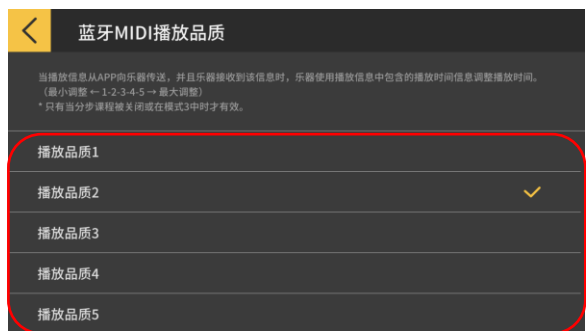 蓝牙MIDI播放品质
当播放信息从APP向乐器传送，并且乐器接收到该信息时，乐器使用播放信息中包含的播放时间信息调整播放时间。
（最小调整 ← 1-2-3-4-5 → 最大调整）
* 只有当分步课程被关闭或在模式3中时才有效。
播放品质1
播放品质2
播放品质3
播放品质4
播放品质5